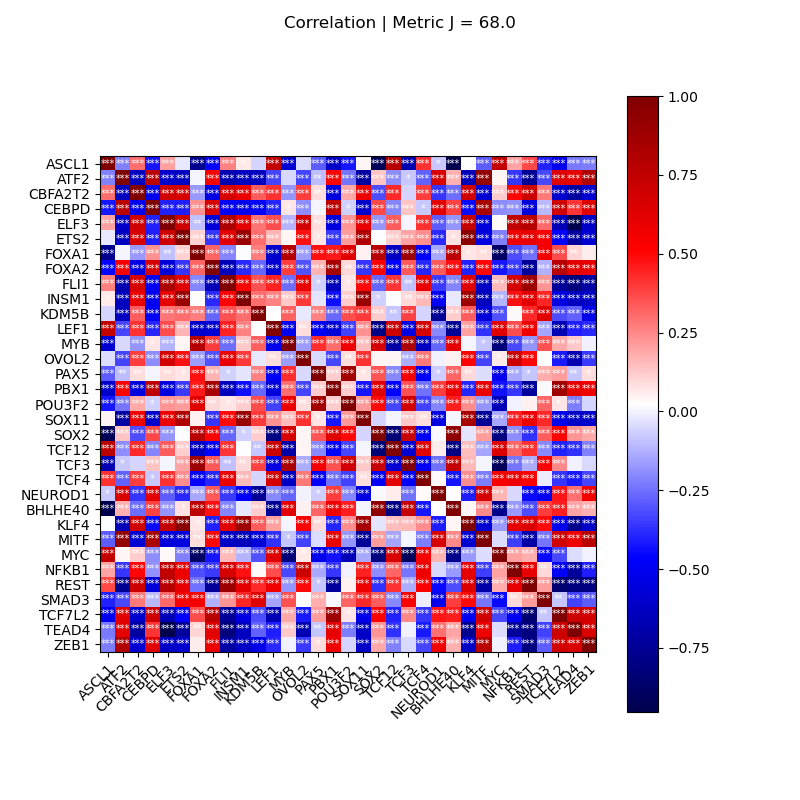 Correlation | Metric J = 68.0
ASCL1
ATF2
CBFA2T2
CEBPD
ELF3
ETS2
FOXA1
FOXA2
FLI1
INSM1
KDM5B
LEF1
MYB
OVOL2
PAX5
PBX1
POU3F2
SOX11
SOX2
TCF12
TCF3
TCF4
NEUROD1
BHLHE40
KLF4
MITF
MYC
NFKB1
REST
SMAD3
TCF7L2
TEAD4
ZEB1
ASCL1
ATF2
CBFA2T2
CEBPD
ELF3
ETS2
FOXA1
FOXA2
FLI1
INSM1
KDM5B
LEF1
MYB
OVOL2
PAX5
PBX1
POU3F2
SOX11
SOX2
TCF12
TCF3
TCF4
NEUROD1
BHLHE40
KLF4
MITF
MYC
NFKB1
REST
SMAD3
TCF7L2
TEAD4
ZEB1
1.00
0.75
0.50
0.25
0.00
−0.25
−0.50
−0.75